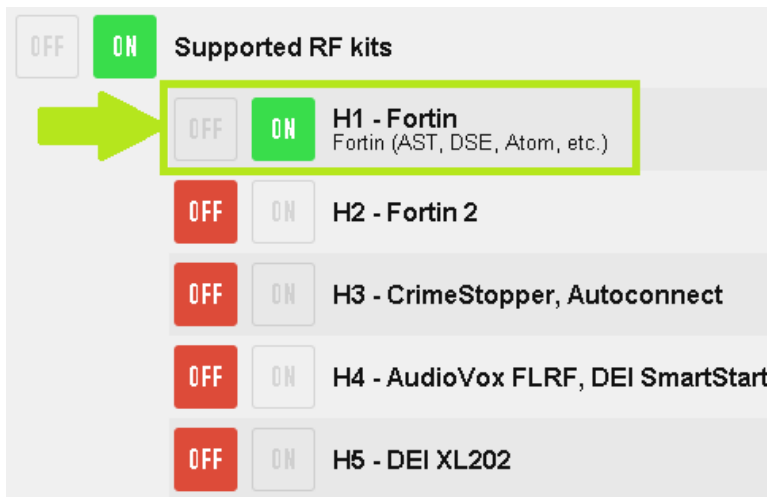 OFF ON Supported RF kits
OFF ON H1 - Fortin
Fortin (AST, DSE, Atom, etc.)
OFF ON H2 - Fortin 2
OFF ON H3 - CrimeStopper, Autoconnect
OFF ON H4 - AudioVox FLRF, DEI SmartStart
OFF ON H5 - DEI XL202